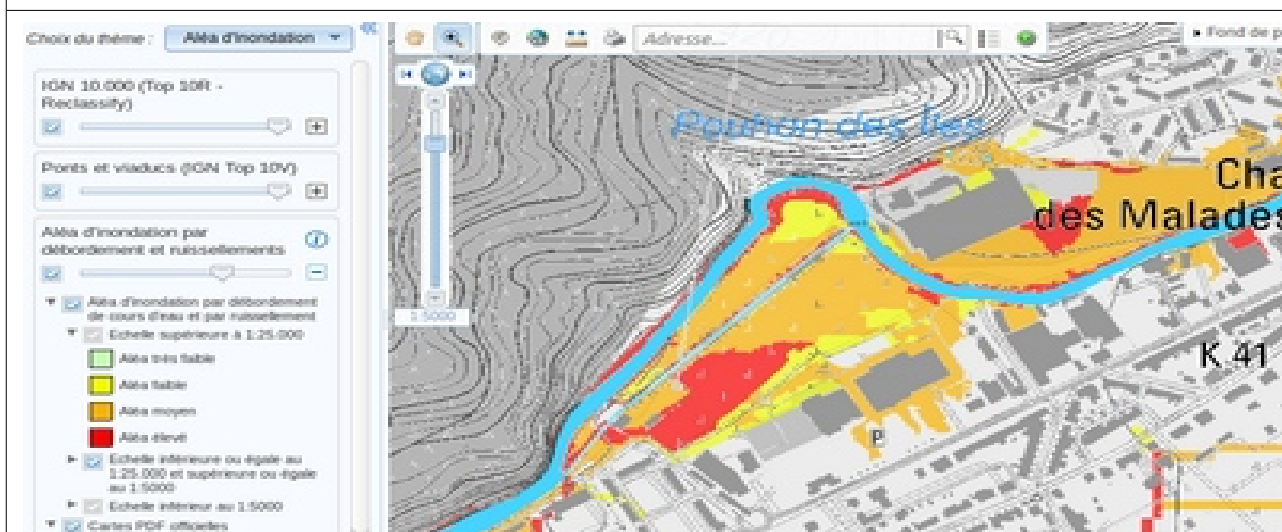 Choix du thème : Aléa d'inondation
IGN 10.000 (Top 10R -
Reclassify)
Ponts et viaducs (IGN Top 10V)
Aléa d'inondation par
débordement et ruissellements
Aléa d'inondation par débordement
de cours d'eau et par ruissellement
Echelle supérieure à 1:25.000
Aléa très faible
Aléa faible
Aléa moyen
Aléa élevé
Echelle inférieure ou égale au
1:25.000 et supérieure ou égale
au 1:5000
Echelle inférieur au 1:5000
Cartes PDF officielles
Adresse...
Fond de p
1:5000
Pouhon des Îles
Cha
des Malades
K 41
P